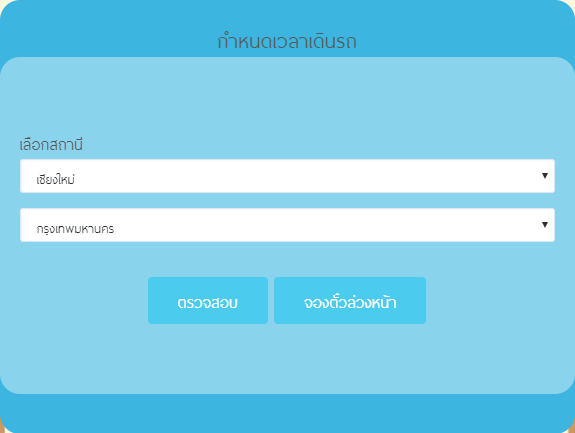 กำหนดเวลาเดินรถ
เลือกสถานี
เชียงใหม่
กรุงเทพมหานคร
ตรวจสอบ จองตั๋วล่วงหน้า